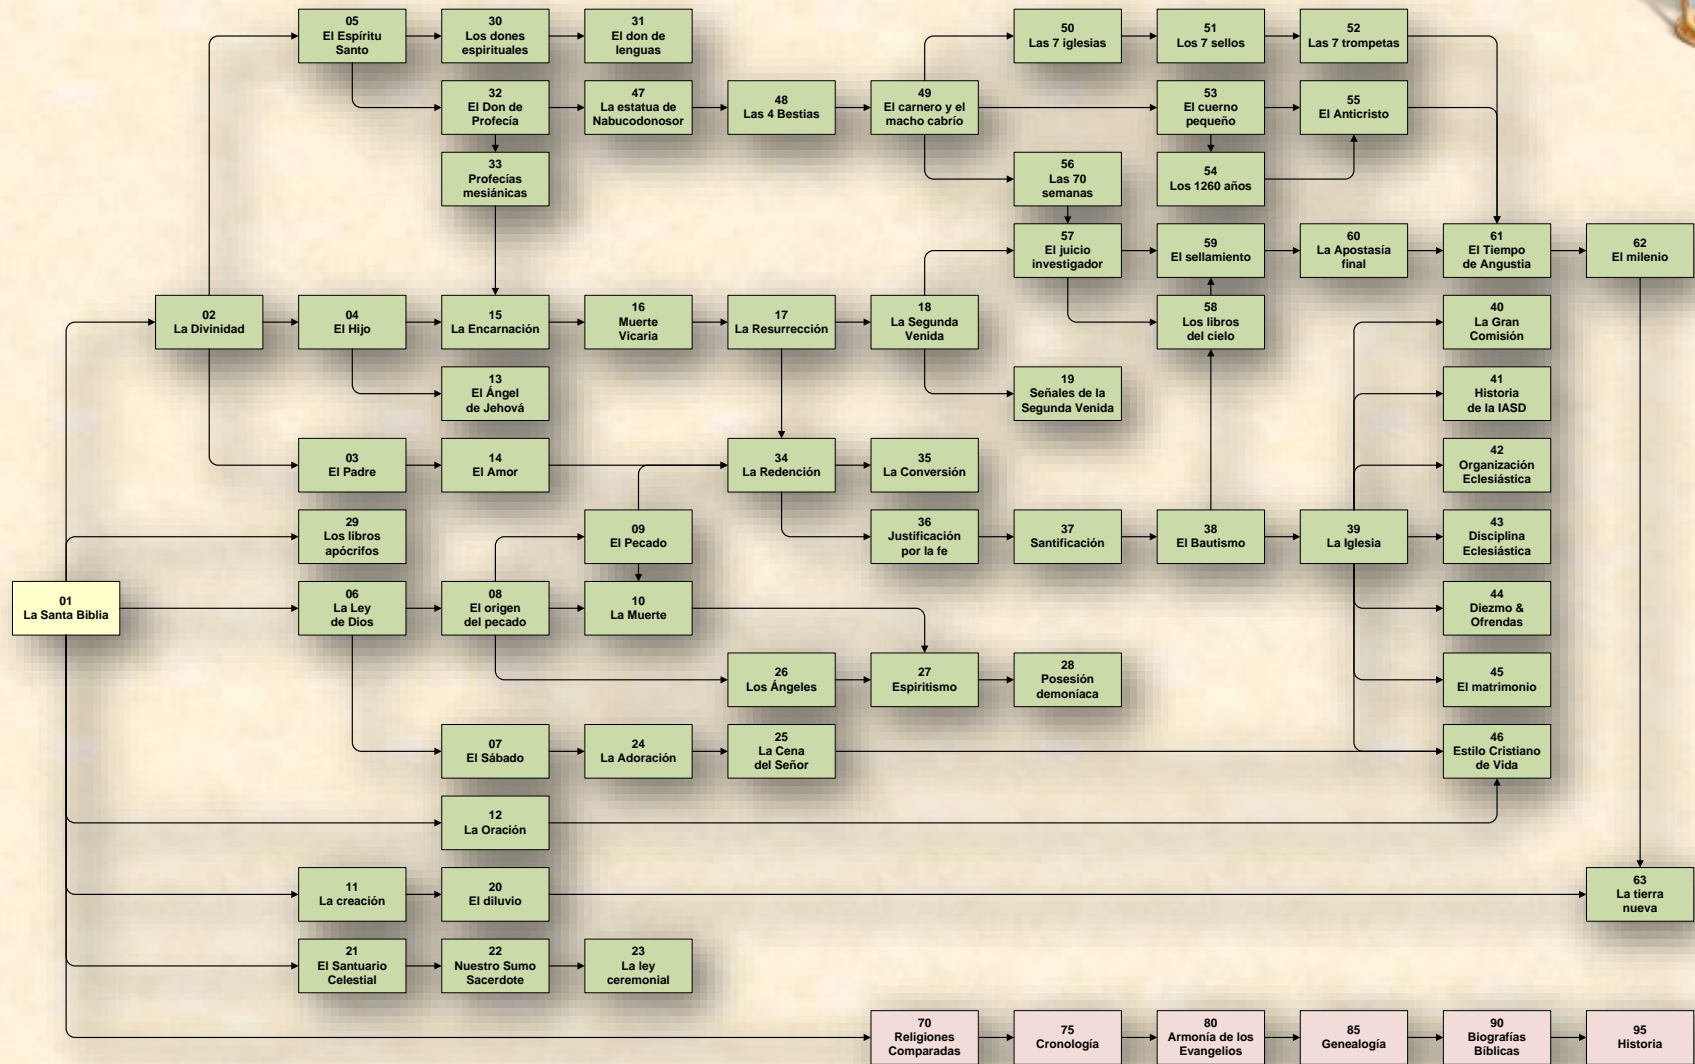 05
El Espíritu
Santo
30
Los dones
espirituales
31
El don de
lenguas
50
Las 7 iglesias
51
Los 7 sellos
52
Las 7 trompetas
32
El Don de
Profecía
47
La estatua de
Nabucodonosor
48
Las 4 Bestias
49
El carnero y el
macho cabrío
53
El cuerno
pequeño
55
El Anticristo
33
Profecías
mesiánicas
56
Las 70
semanas
54
Los 1260 años
57
El juicio
investigador
59
El sellamiento
60
La Apostasía
final
61
El Tiempo
de Angustia
62
El milenio
02
La Divinidad
04
El Hijo
15
La Encarnación
16
Muerte
Vicaria
17
La Resurrección
18
La Segunda
Venida
58
Los libros
del cielo
40
La Gran
Comisión
13
El Ángel
de Jehová
19
Señales de la
Segunda Venida
41
Historia
de la IASD
03
El Padre
14
El Amor
34
La Redención
35
La Conversión
42
Organización
Eclesiástica
29
Los libros
apócrifos
09
El Pecado
36
Justificación
por la fe
37
Santificación
38
El Bautismo
39
La Iglesia
43
Disciplina
Eclesiástica
01
La Santa Biblia
06
La Ley
de Dios
08
El origen
del pecado
10
La Muerte
44
Diezmo &
Ofrendas
26
Los Ángeles
27
Espiritismo
28
Posesión
demoníaca
45
El matrimonio
07
El Sábado
24
La Adoración
25
La Cena
del Señor
46
Estilo Cristiano
de Vida
12
La Oración
11
La creación
20
El diluvio
63
La tierra
nueva
21
El Santuario
Celestial
22
Nuestro Sumo
Sacerdote
23
La ley
ceremonial
70
Religiones
Comparadas
75
Cronología
80
Armonía de los
Evangelios
85
Genealogía
90
Biografías
Bíblicas
95
Historia